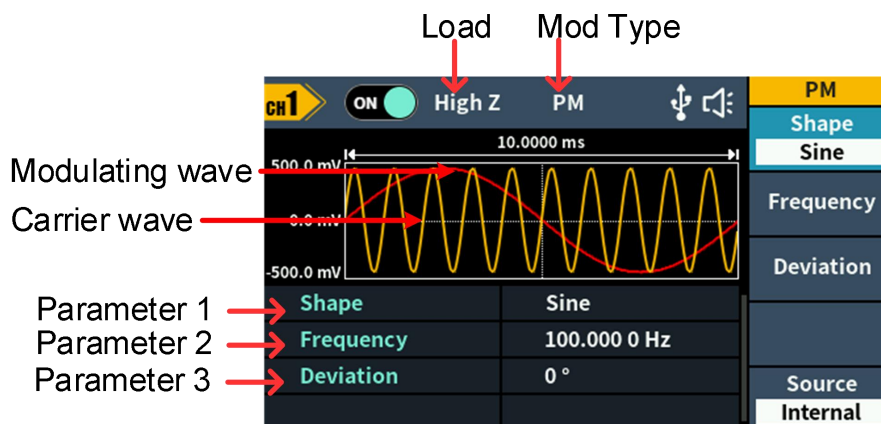 Load Mod Type
CH1 ON High Z PM PM
Shape
Sine
10.0000 ms
500.0 mV
Modulating wave
Frequency
Carrier wave
0.0 mV
Deviation
-500.0 mV
Parameter 1 Shape Sine
Parameter 2 Frequency 100.000 0 Hz
Parameter 3 Deviation 0 °
Source
Internal